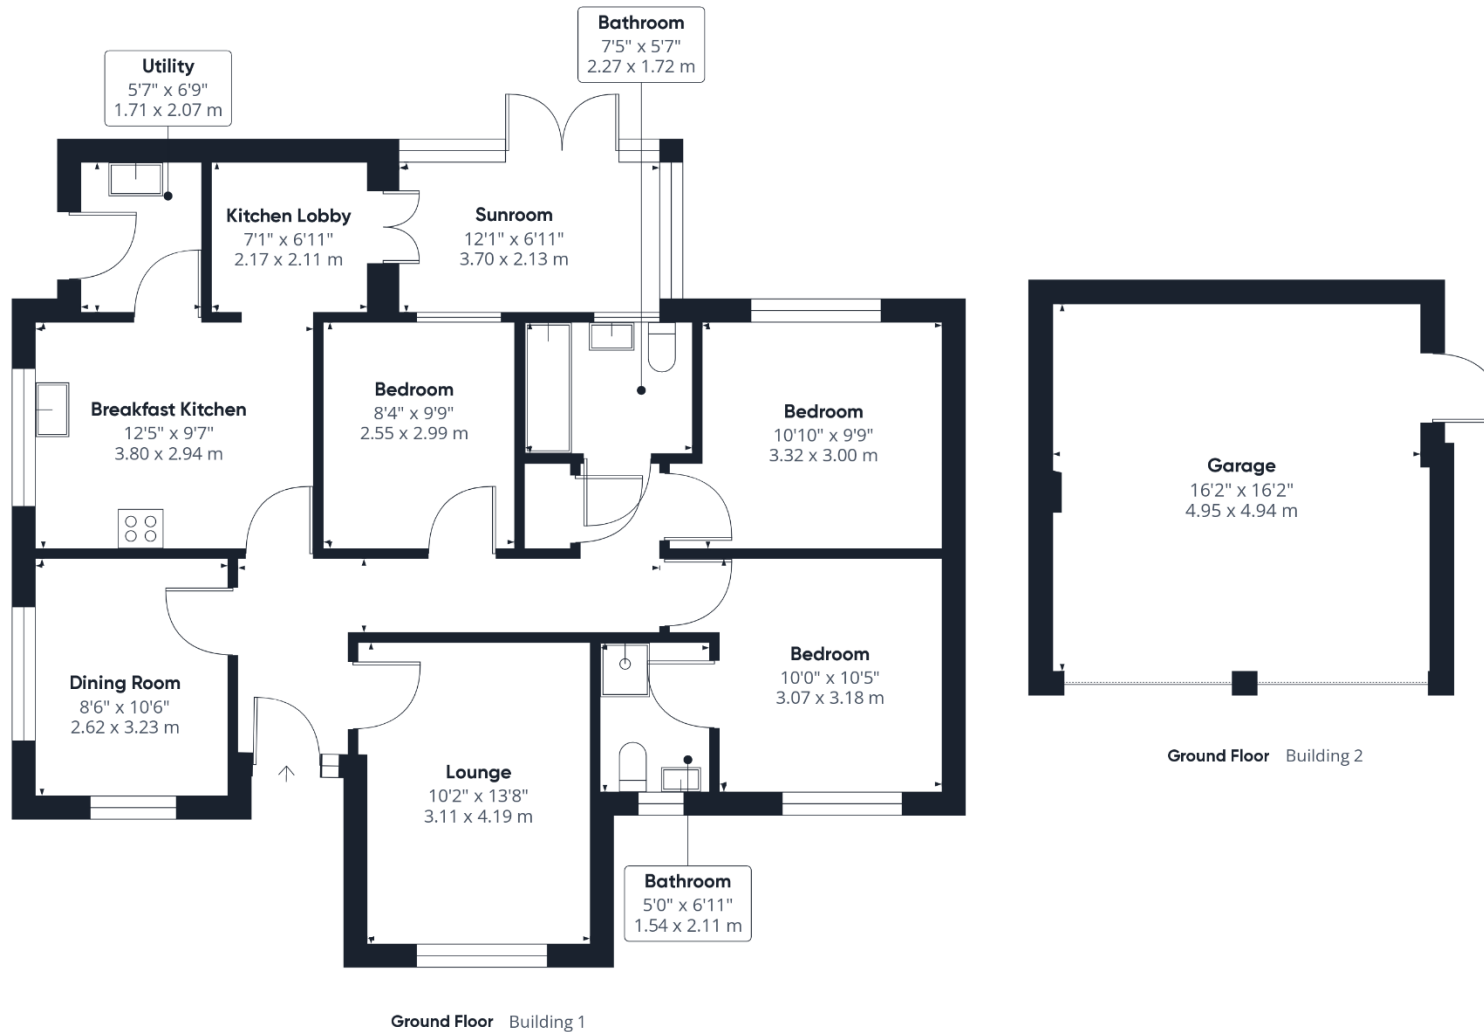 Bathroom
7'5" x 5'7"
2.27 x 1.72 m
Utility
5'7" x 6'9"
1.71 x 2.07 m
Kitchen Lobby
7'1" x 6'11"
2.17 x 2.11 m
Sunroom
12'1" x 6'11"
3.70 x 2.13 m
Breakfast Kitchen
12'5" x 9'7"
3.80 x 2.94 m
Bedroom
8'4" x 9'9"
2.55 x 2.99 m
Bedroom
10'10" x 9'9"
3.32 x 3.00 m
Garage
16'2" x 16'2"
4.95 x 4.94 m
Dining Room
8'6" x 10'6"
2.62 x 3.23 m
Bedroom
10'0" x 10'5"
3.07 x 3.18 m
Lounge
10'2" x 13'8"
3.11 x 4.19 m
Ground Floor Building 2
Bathroom
5'0" x 6'11"
1.54 x 2.11 m
Ground Floor Building 1